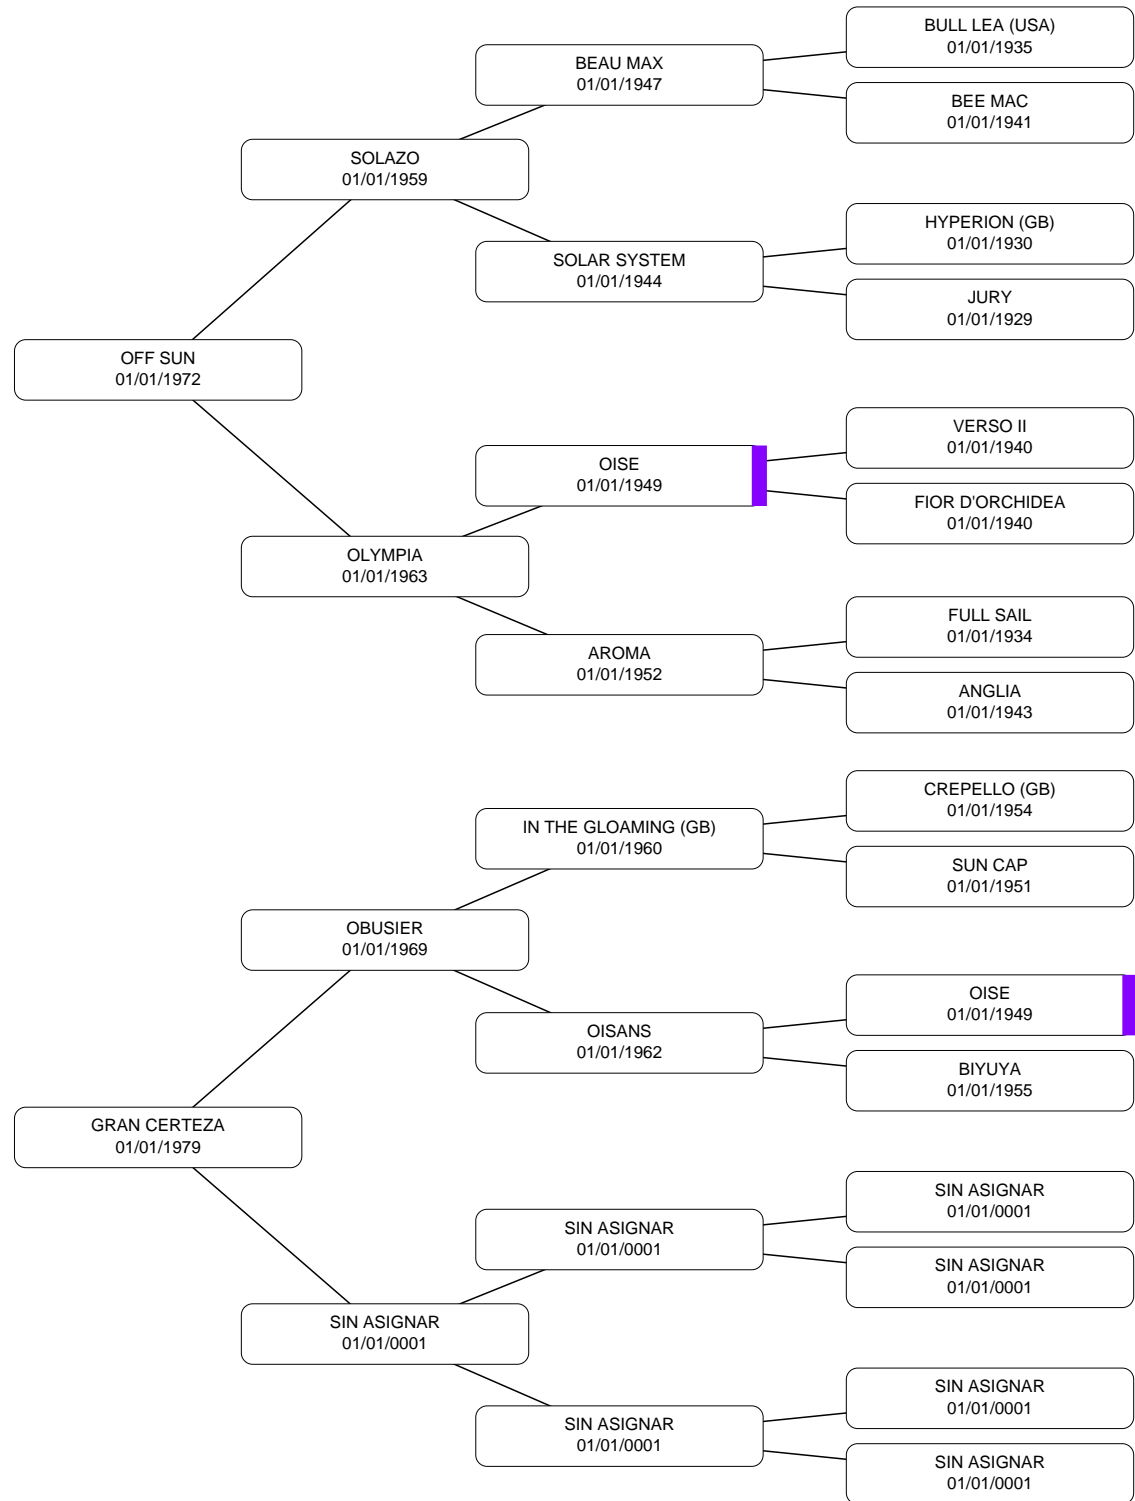 BULL LEA (USA)
01/01/1935
BEAU MAX
01/01/1947
BEE MAC
01/01/1941
SOLAZO
01/01/1959
HYPERION (GB)
01/01/1930
SOLAR SYSTEM
01/01/1944
JURY
01/01/1929
OFF SUN
01/01/1972
VERSO II
01/01/1940
OISE
01/01/1949
FIOR D'ORCHIDEA
01/01/1940
OLYMPIA
01/01/1963
FULL SAIL
01/01/1934
AROMA
01/01/1952
ANGLIA
01/01/1943
CREPELLO (GB)
01/01/1954
IN THE GLOAMING (GB)
01/01/1960
SUN CAP
01/01/1951
OBUSIER
01/01/1969
OISE
01/01/1949
OISANS
01/01/1962
BIYUYA
01/01/1955
GRAN CERTEZA
01/01/1979
SIN ASIGNAR
01/01/0001
SIN ASIGNAR
01/01/0001
SIN ASIGNAR
01/01/0001
SIN ASIGNAR
01/01/0001
SIN ASIGNAR
01/01/0001
SIN ASIGNAR
01/01/0001
SIN ASIGNAR
01/01/0001